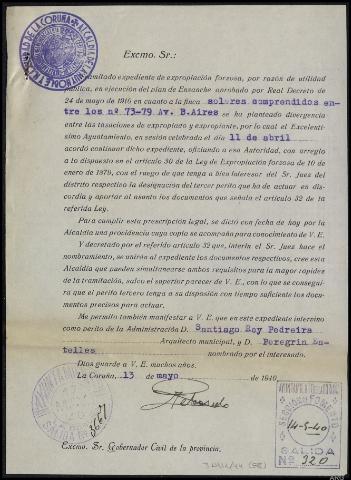 Excmo. Sr.:
Tramitado expediente de expropiación forzosa, por razón de utilidad
pública, en ejecución del plan de Ensanche aprobado por Real Decreto de
24 de mayo de 1910 en cuanto a la finca solares comprendidos en-
tre los nº 73-79 Av. B.Aires se ha planteado divergencia
entre las tasaciones de expropiato y expropiante, por lo cual el Excelentísi-
Ayuntamiento, en sesión celebrada el día 11 de abril
acordó continuar dicho expediente, oficiando a esa Autoridad, con arreglo
a lo dispuesto en el artículo 30 de la Ley de Expropiación forzosa de 10 de
enero de 1879, con el ruego de que tenga a bien interesar del Sr. Juez del
distrito respectivo la designación del tercer perito que ha de actuar en dis-
cordia y aportar al asunto los documentos que señala el artículo 32 de la
referida Ley.
Para cumplir esta prescripción legal, se dictó con fecha de hoy por la
Alcaldía una providencia cuya copia se acompaña para conocimiento de V. E.
Y decretado por el referido artículo 32 que, ínterin el Sr. Juez hace el
nombramiento, se unirán al expediente los documentos respectivos, cree esta
Alcaldía que pueden simultanearse ambos requisitos para la mayor rapidez
de la tramitación, salvo el superior parecer de V. E., con lo que se consegui-
ra que el perito tercero tenga a su disposición con tiempo suficiente los docu-
mentos precisos para actuar.
Me permito también manifestar a V. E. que en este expediente intervino
como perito de la Administración D. Santiago Rey Pedreira
Arquitecto municipal, y D. Peregrin Es-
telles nombrado por el interesado.
Dios guarde a V. E. muchos años.
La Coruña, 13 de mayo de 1940
3667
14-5-40
SALIDA
Nº 320
Excmo. Sr. Gobernador Civil de la provincia.